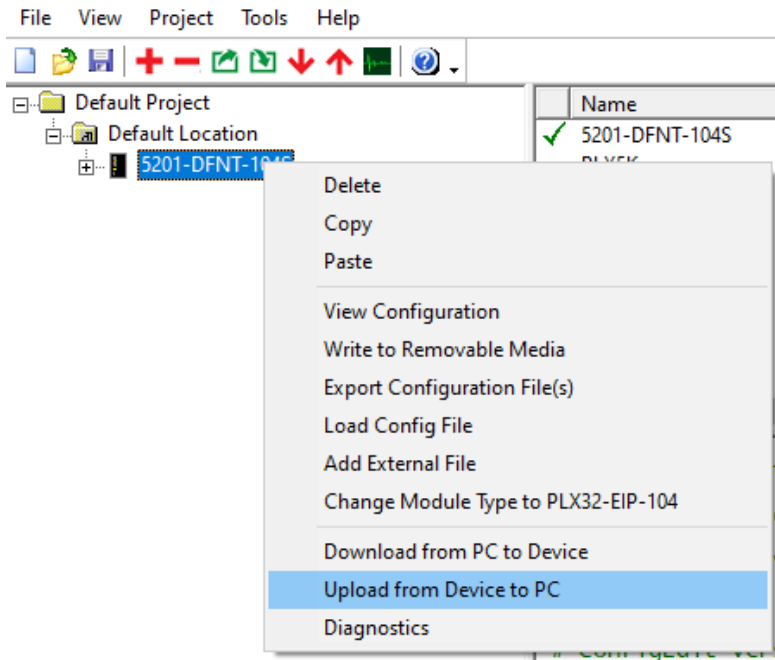 File View Project Tools Help
Default Project
Name
Default Location
5201-DFNT-104S
5201-DFNT-104S
Delete
Copy
Paste
View Configuration
Write to Removable Media
Export Configuration File(s)
Load Config File
Add External File
Change Module Type to PLX32-EIP-104
Download from PC to Device
Upload from Device to PC
Diagnostics